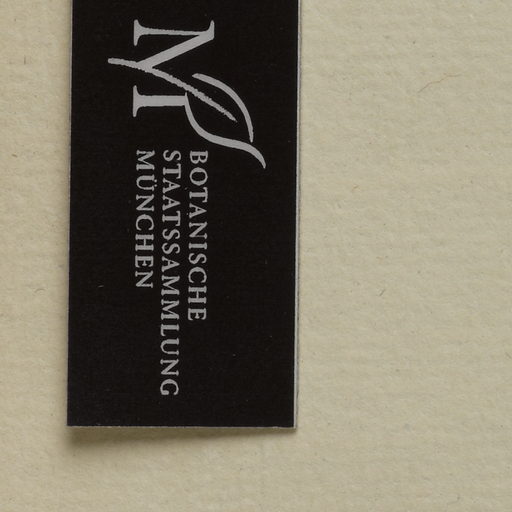 M
BOTANISCHE
STAATSSAMMLUNG
MÜNCHEN